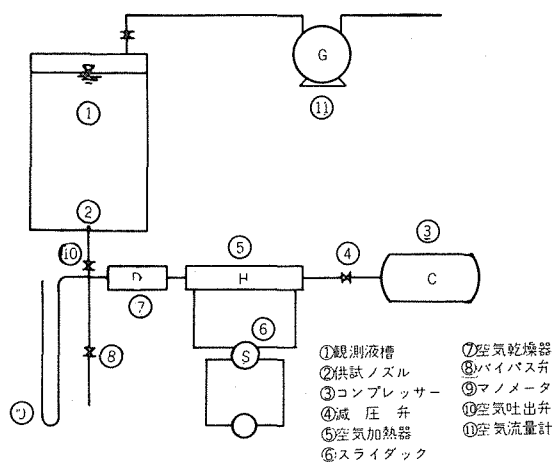 G
⑪
①
②
③
⑤
④
⑩
D
H
C
⑦
⑥
⑧
S
①観測液槽
②供試ノズル
③コンプレッサー
④減圧弁
⑤空気加熱器
⑥スライダック
⑦空気乾燥器
⑧バイパス弁
⑨マノメータ
⑩空気吐出弁
⑪空気流量計